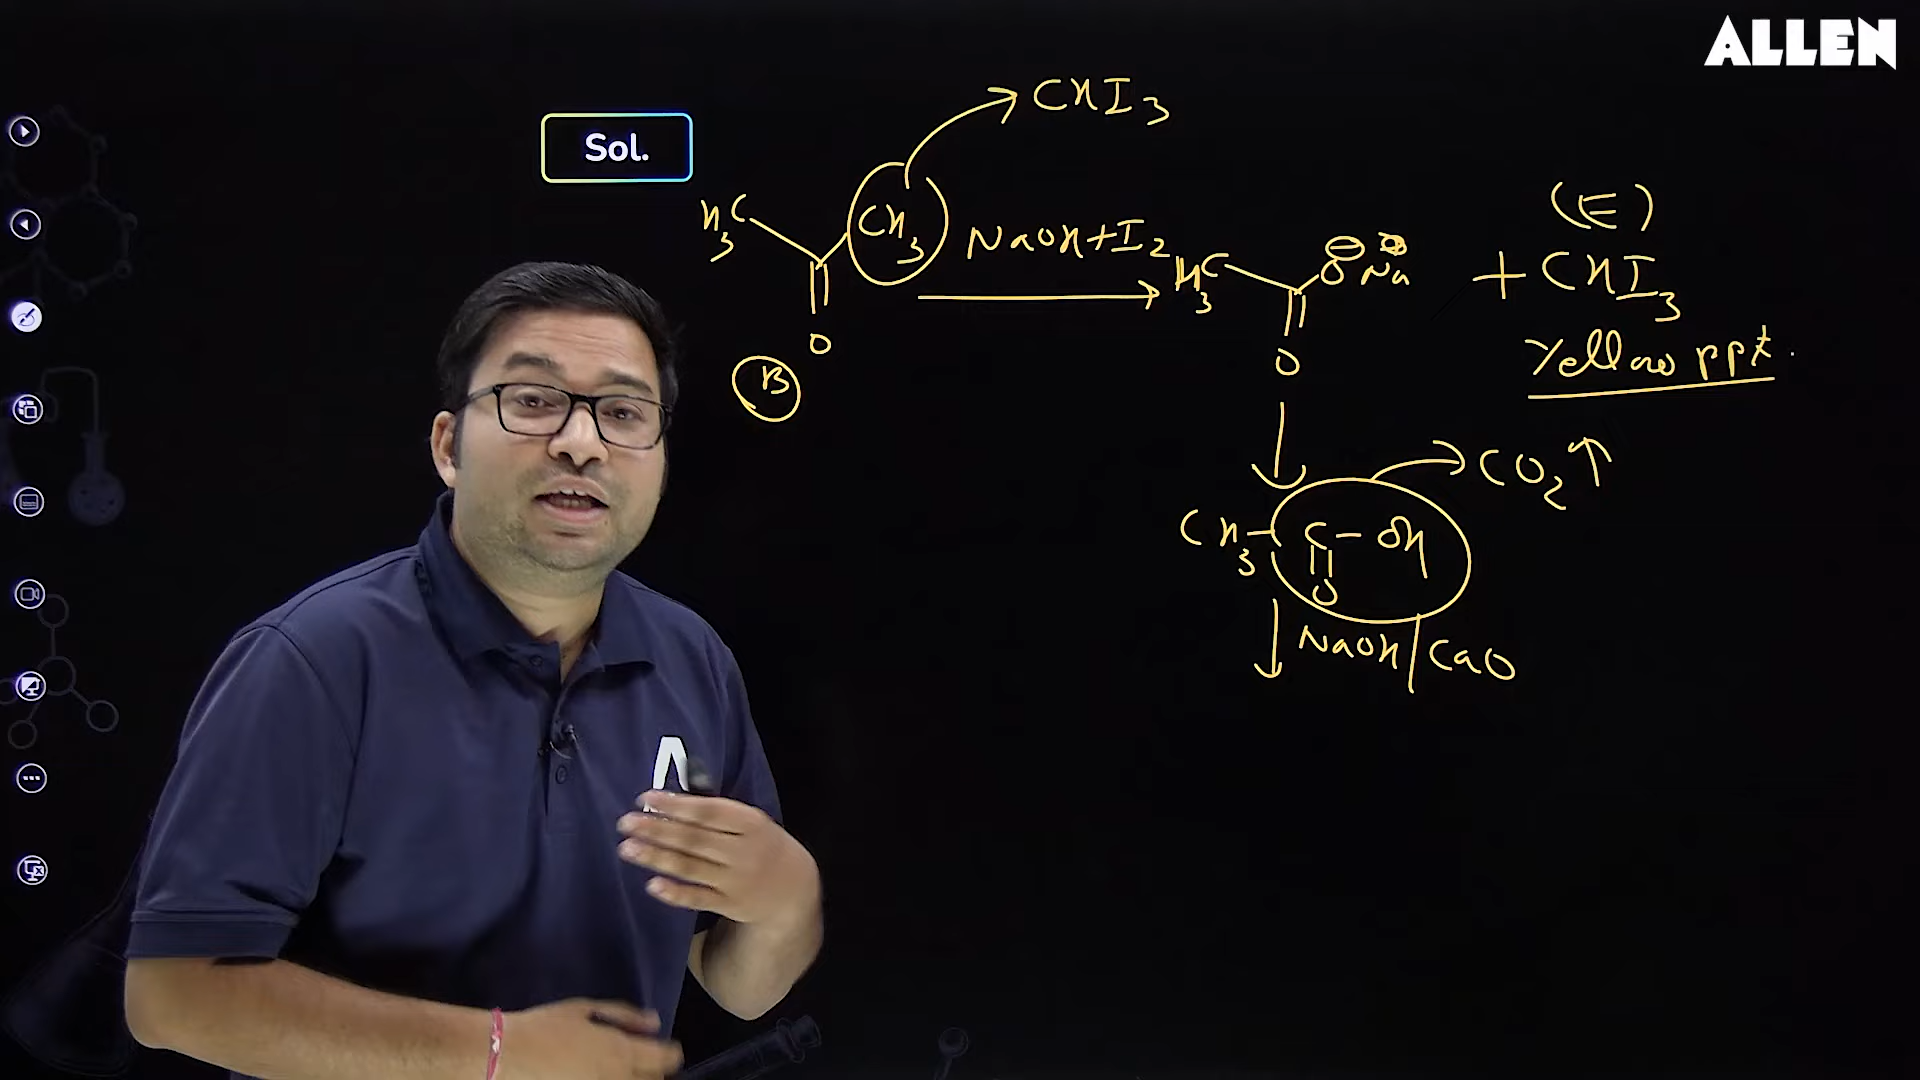 ALLEN
Sol.
CHI3
H3C
CH3
O
B
NaOH+I2
H3C
O⊖ Na⊕
O
(E)
+ CHI3
Yellow ppt.
CO2↑
CH3-C-OH
O
NaOH/CaO